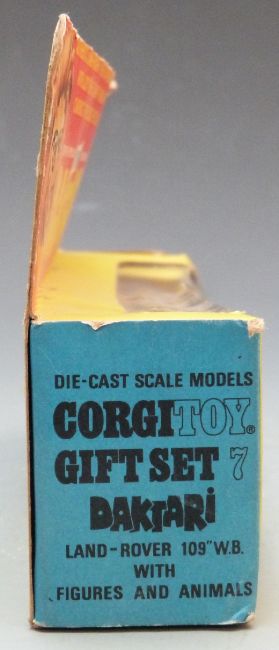 DIE-CAST SCALE MODELS
CORGI TOY®
GIFT SET 7
DAKTARI
LAND-ROVER 109" W.B.
WITH
FIGURES AND ANIMALS